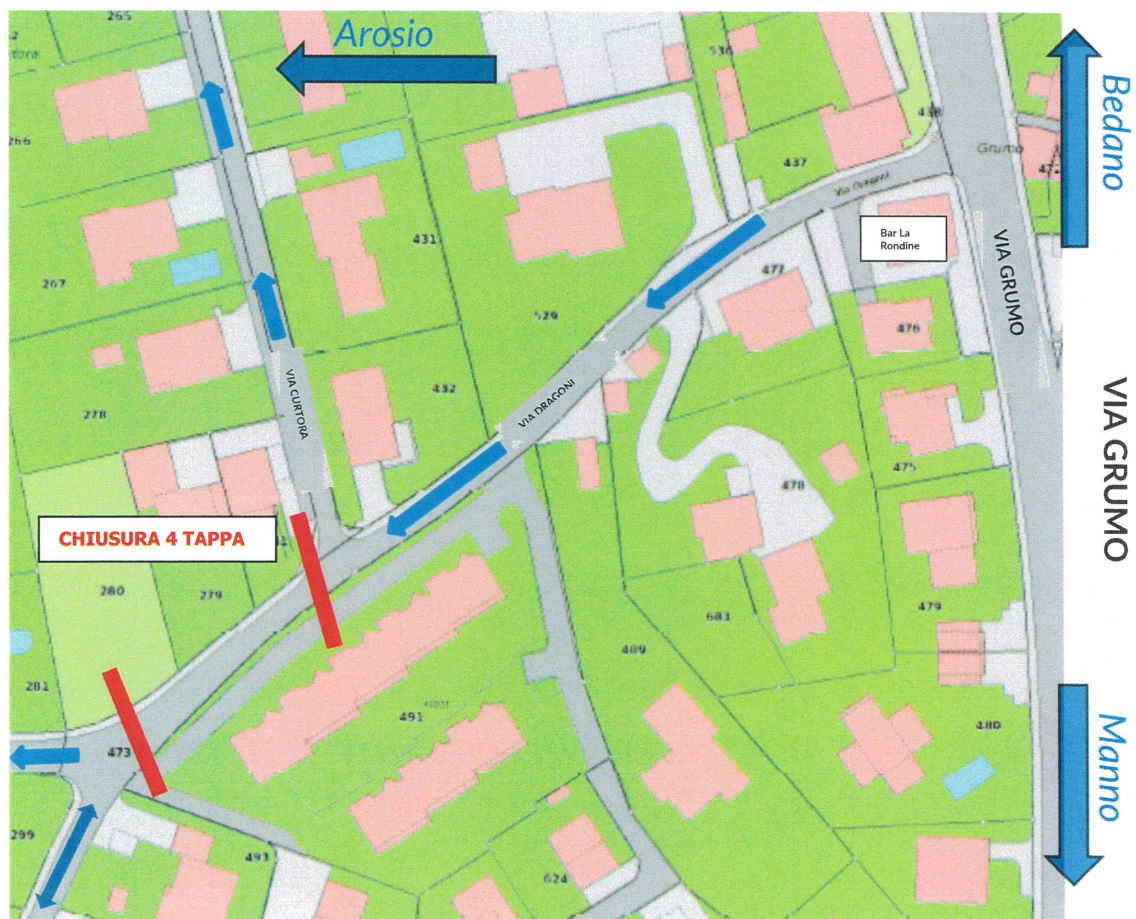 265
Arosio
536
Bedano
438
266
Grumo
437
Via Dragoni
Bar La
Rondine
431
477
VIA GRUMO
267
529
476
VIA CURTORA
432
VIA DRAGONI
VIA GRUMO
278
475
478
CHIUSURA 4 TAPPA
280
279
479
683
489
281
491
480
473
Manno
299
493
624